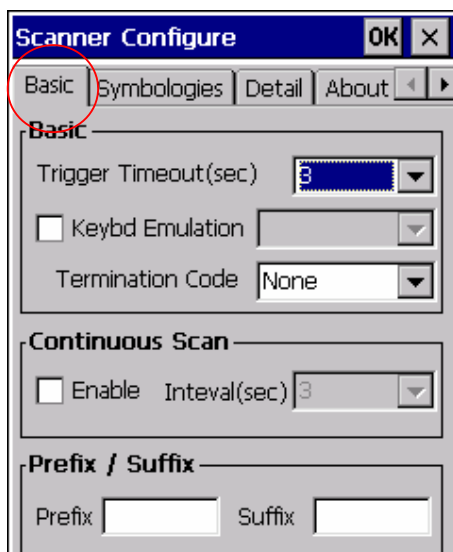 Scanner Configure OK ×
Basic Symbologies Detail About
Basic
Trigger Timeout(sec) 3
Keybd Emulation
Termination Code None
Continuous Scan
Enable Inteval(sec) 3
Prefix / Suffix
Prefix Suffix